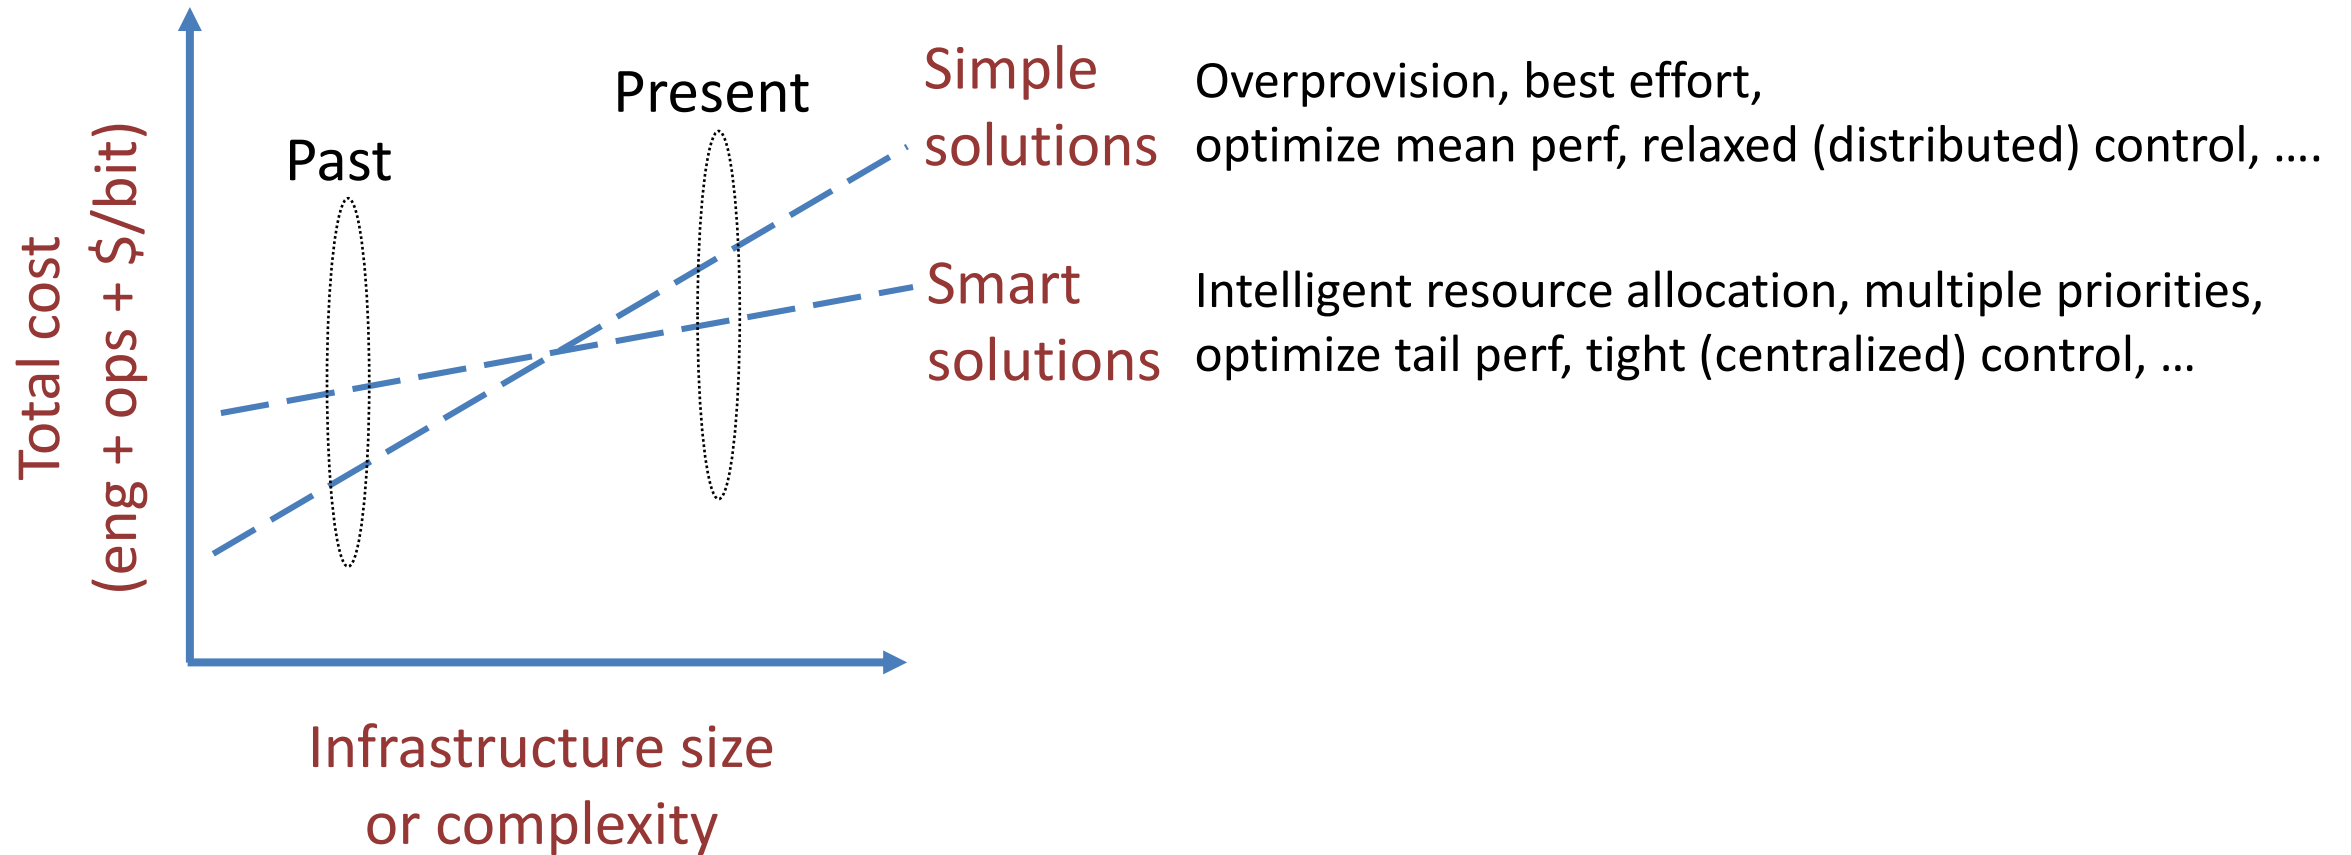 Past
Present
Simple
solutions
Overprovision, best effort,
optimize mean perf, relaxed (distributed) control, ....
Smart
solutions
Intelligent resource allocation, multiple priorities,
optimize tail perf, tight (centralized) control, ...
Total cost
(eng + ops + $/bit)
Infrastructure size
or complexity